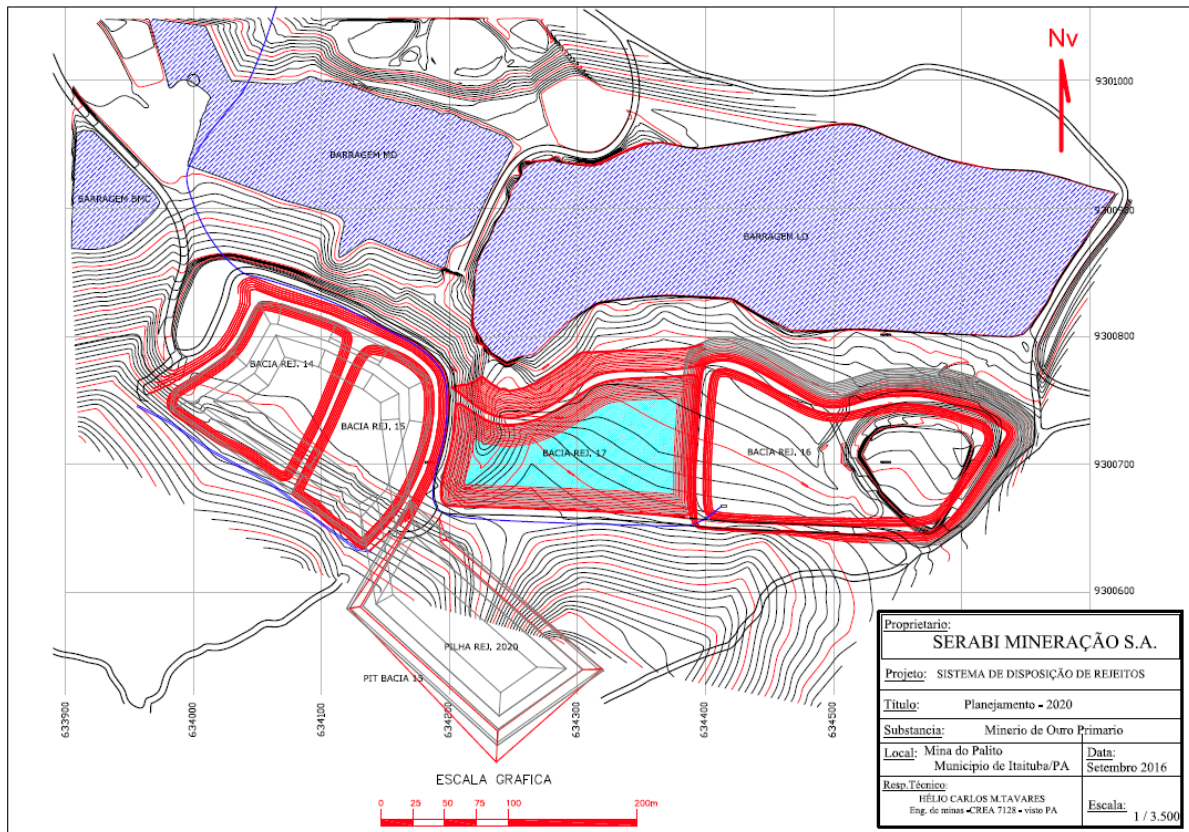 Nv
9301000
BARRAGEM MD
BARRAGEM BMC
BARRAGEM LD
9300800
BACIA REJ. 14
BACIA REJ. 15
BACIA REJ. 17
BACIA REJ. 16
9300700
9300600
PILHA REJ. 2020
PIT BACIA 15
633900
634000
634100
634200
634300
634400
634500
ESCALA GRAFICA
0 25 50 75 100 200m
Proprietario:
SERABI MINERAÇÃO S.A.
Projeto: SISTEMA DE DISPOSIÇÃO DE REJEITOS
Título: Planejamento - 2020
Substancia: Minerio de Ouro Primario
Local: Mina do Palito
Municipio de Itaituba/PA
Data:
Setembro 2016
Resp.Técnico:
HÉLIO CARLOS M.TAVARES
Eng. de minas -CREA 7128 - visto PA
Escala: 1 / 3.500